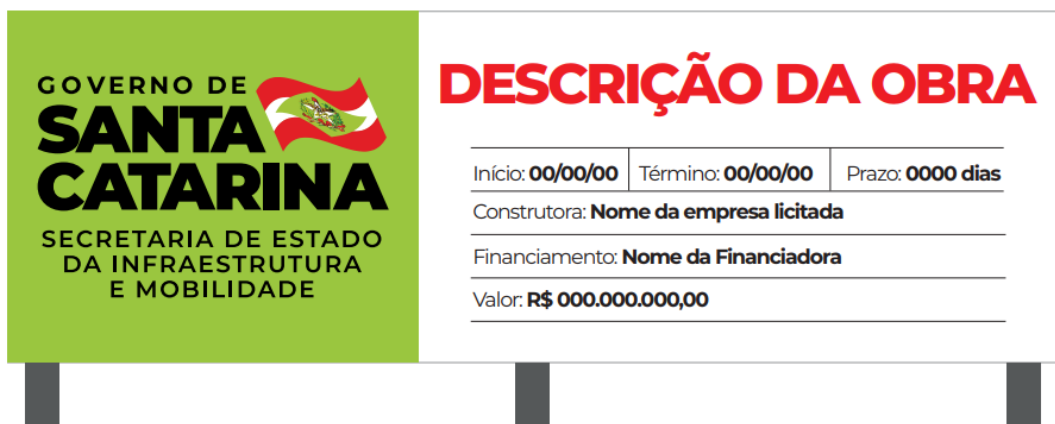 GOVERNO DE
SANTA
CATARINA
SECRETARIA DE ESTADO
DA INFRAESTRUTURA
E MOBILIDADE
DESCRIÇÃO DA OBRA
Início: 00/00/00 Término: 00/00/00 Prazo: 0000 dias
Construtora: Nome da empresa licitada
Financiamento: Nome da Financiadora
Valor: R$ 000.000.000,00